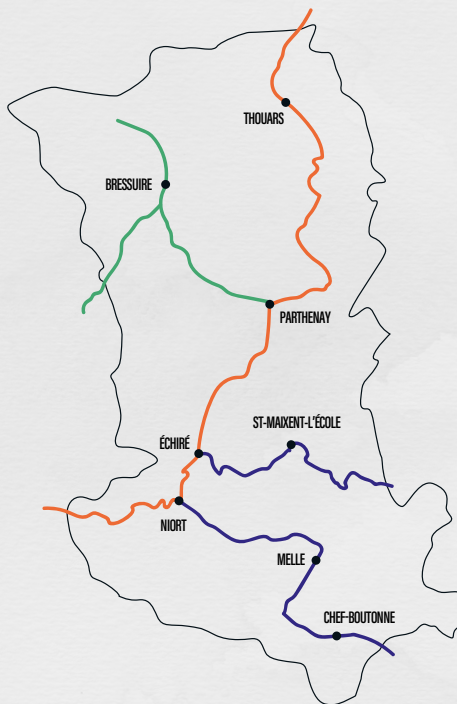 THOUARS
BRESSUIRE
PARTHENAY
ST-MAIXENT-L'ÉCOLE
ÉCHIRÉ
NIORT
MELLE
CHEF-BOUTONNE